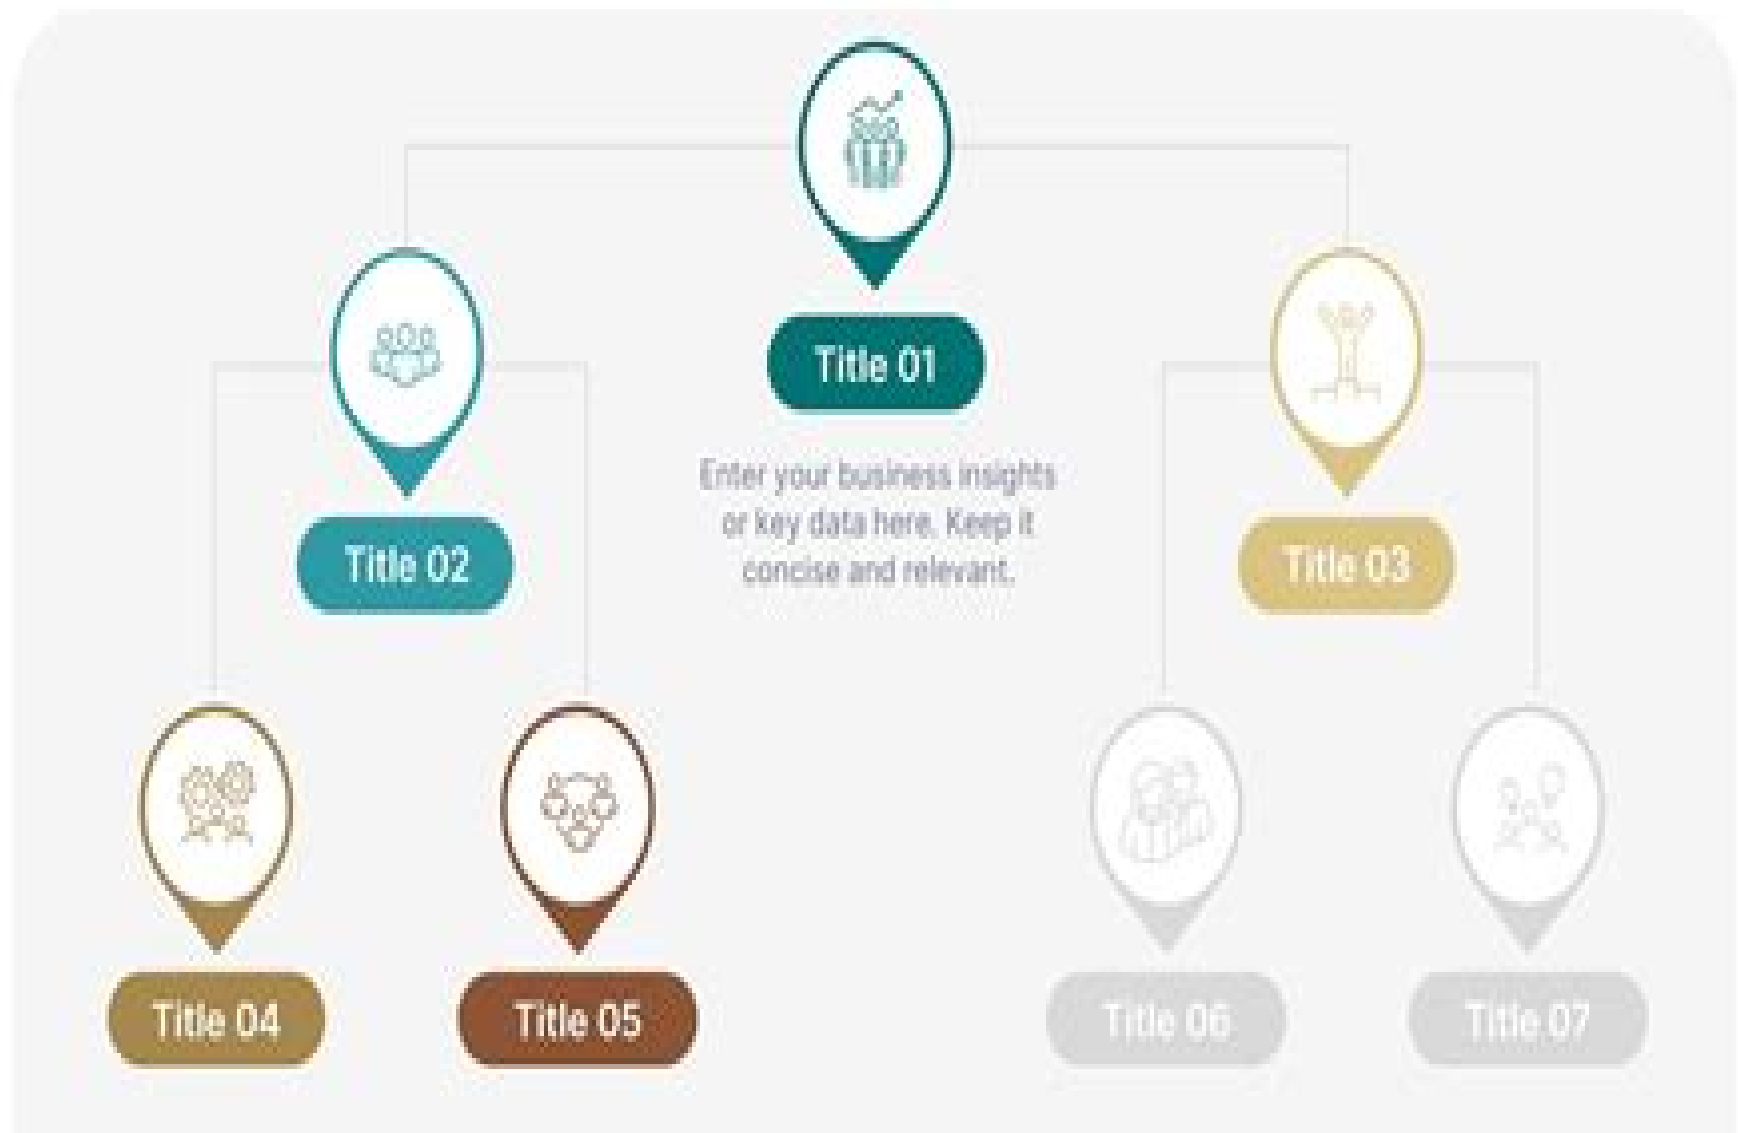 Title 01
Enter your business insights
or key data here. Keep it
concise and relevant.
Title 02
Title 03
Title 04
Title 05
Title 06
Title 07